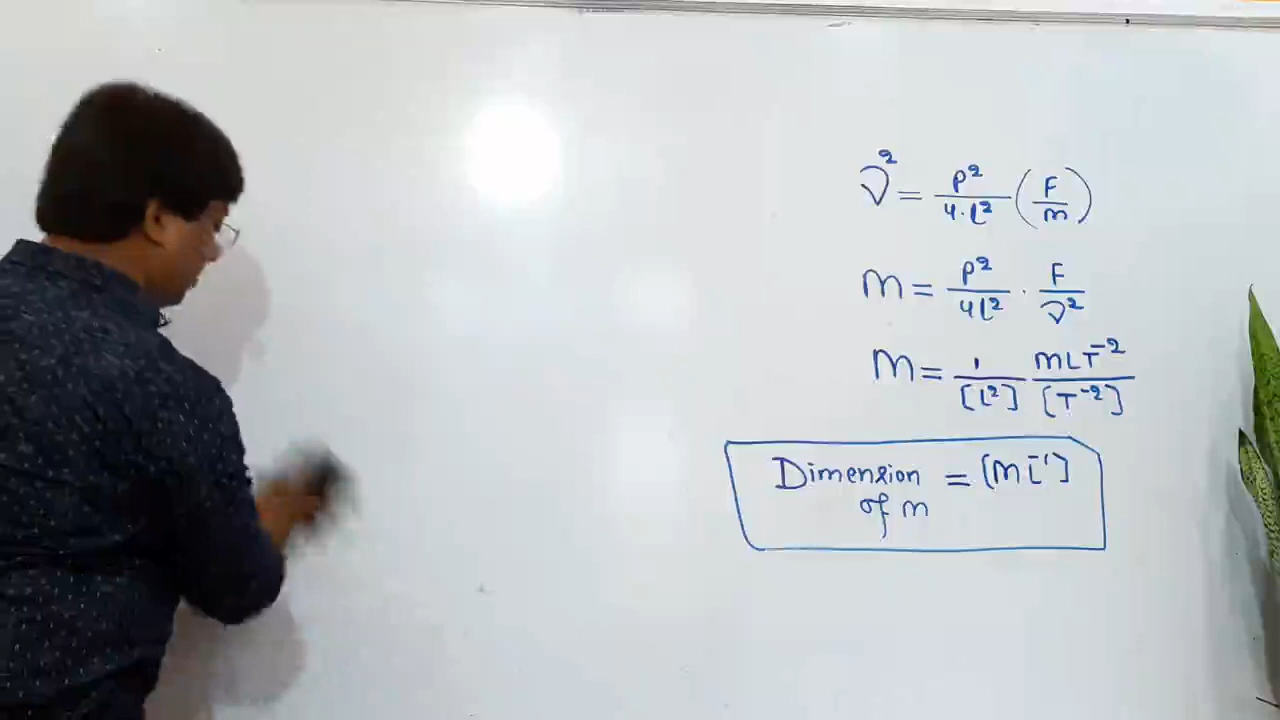 ν² = P²/4·l² (F/m)
m = P²/4l² · F/ν²
M = 1/[l²] MLT⁻²/[T⁻²]
Dimension = [ML⁻¹]
of m